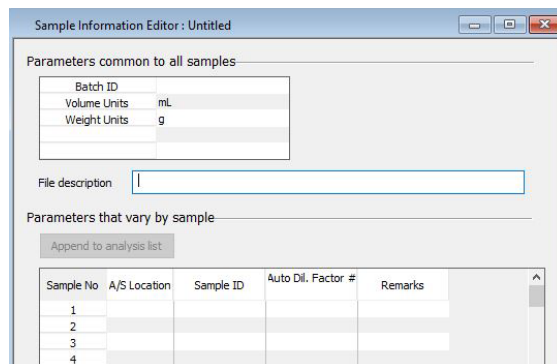 Sample Information Editor : Untitled
Parameters common to all samples
Batch ID
Volume Units mL
Weight Units g
File description
Parameters that vary by sample
Append to analysis list
Sample No A/S Location Sample ID Auto Dil. Factor # Remarks
1
2
3
4